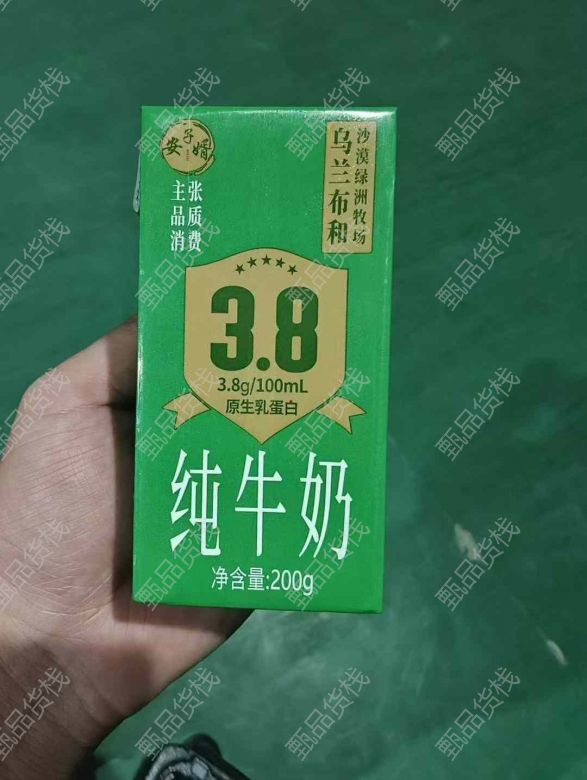 安子婿
主张
品质
消费
沙漠绿洲牧场
乌兰布和
3.8
3.8g/100mL
原生乳蛋白
纯牛奶
净含量:200g
甄品货栈